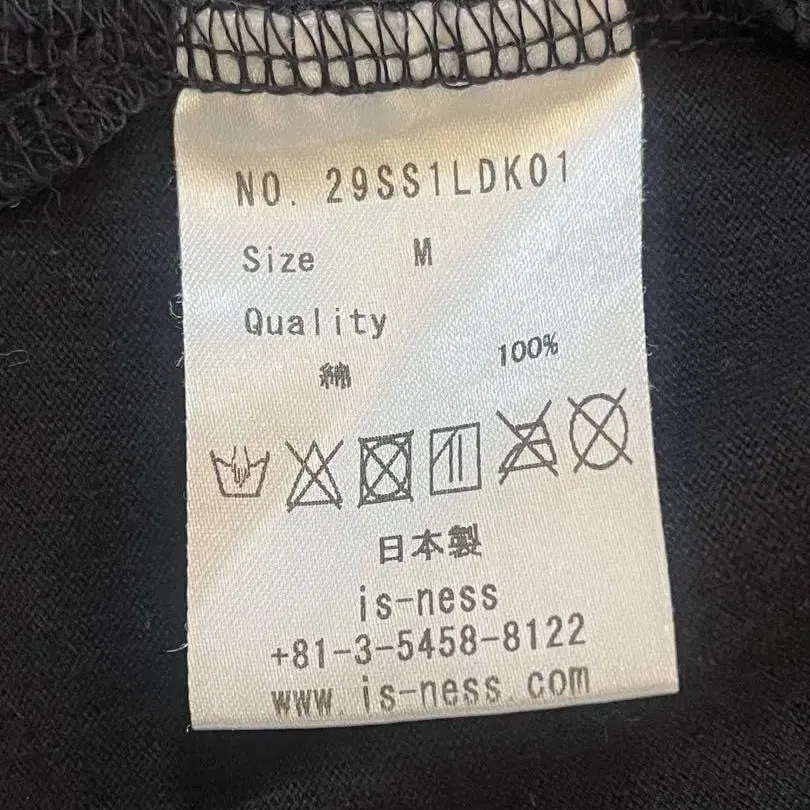 NO. 29SS1LDK01
Size M
Quality
綿 100%
日本製
is-ness
+81-3-5458-8122
www.is-ness.com